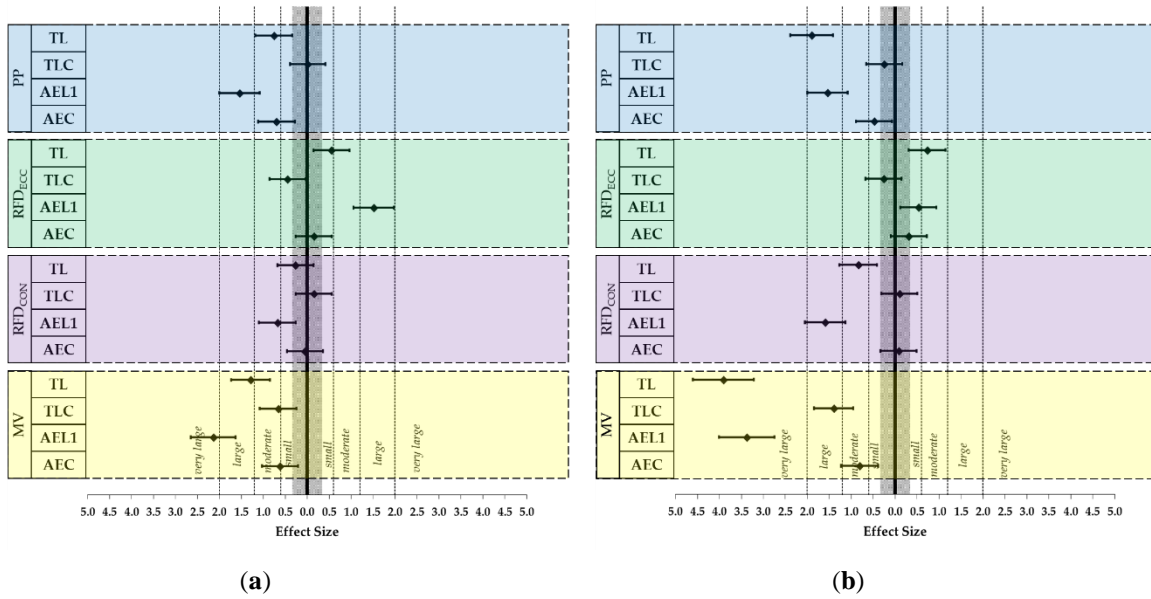 PP
TL
TLC
AEL1
AEC
RFD_ECC
TL
TLC
AEL1
AEC
RFD_CON
TL
TLC
AEL1
AEC
MV
TL
TLC
AEL1
AEC
very large
large
moderate
small
small
moderate
large
very large
5.0 4.5 4.0 3.5 3.0 2.5 2.0 1.5 1.0 0.5 0.0 0.5 1.0 1.5 2.0 2.5 3.0 3.5 4.0 4.5 5.0
Effect Size
(a)
PP
TL
TLC
AEL1
AEC
RFD_ECC
TL
TLC
AEL1
AEC
RFD_CON
TL
TLC
AEL1
AEC
MV
TL
TLC
AEL1
AEC
very large
large
moderate
small
small
moderate
large
very large
5.0 4.5 4.0 3.5 3.0 2.5 2.0 1.5 1.0 0.5 0.0 0.5 1.0 1.5 2.0 2.5 3.0 3.5 4.0 4.5 5.0
Effect Size
(b)